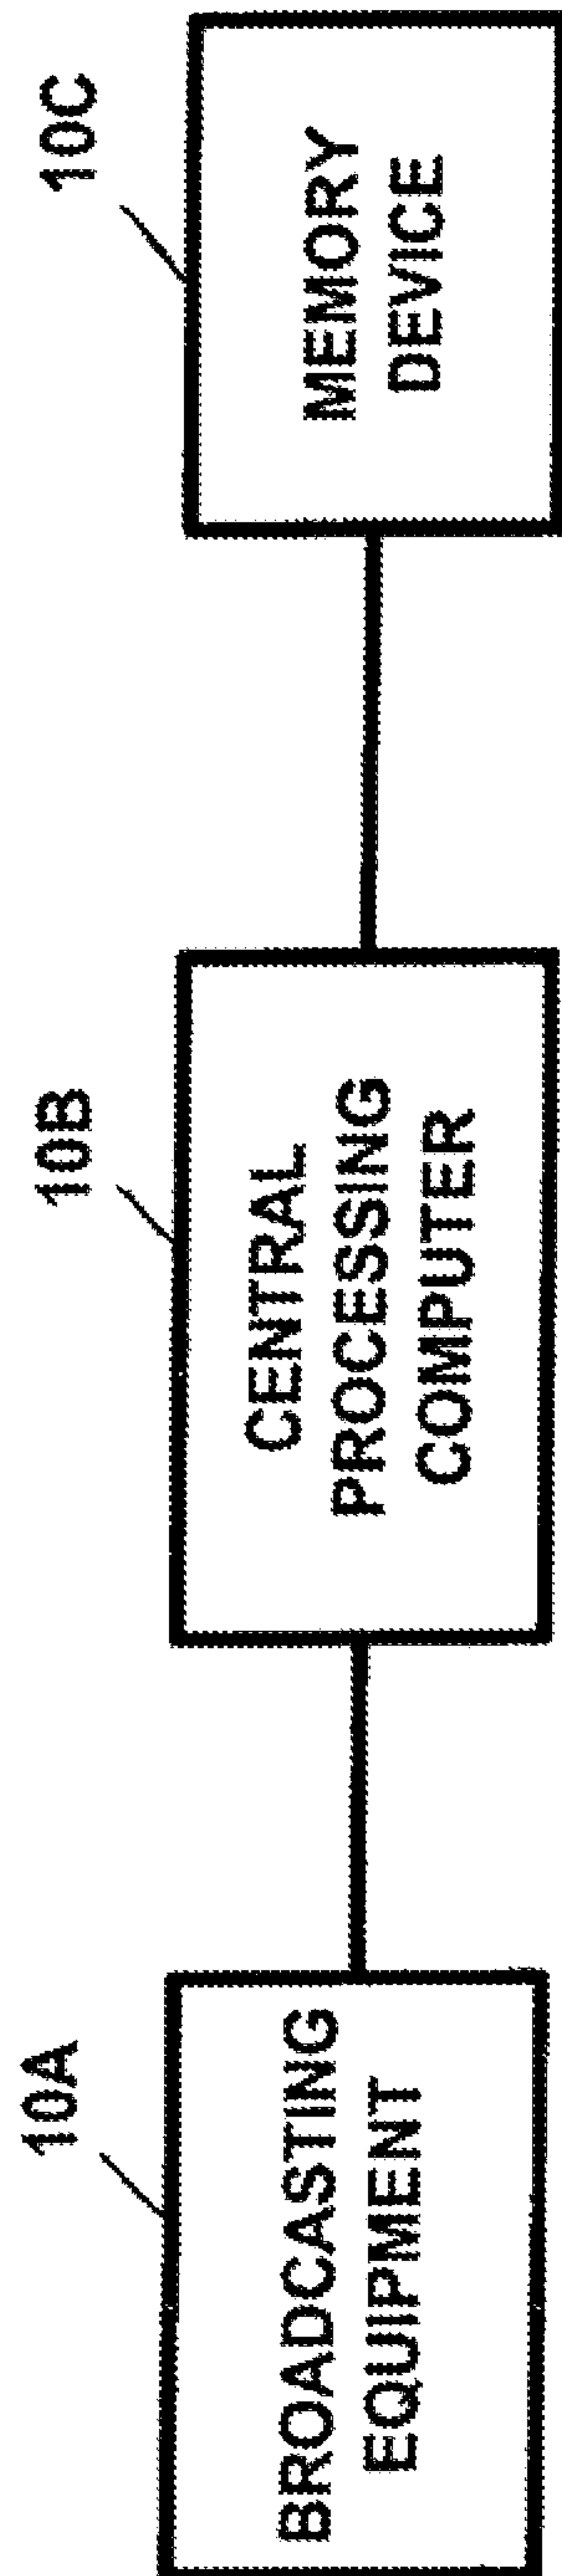 10A
BROADCASTING
EQUIPMENT
10B
CENTRAL
PROCESSING
COMPUTER
10C
MEMORY
DEVICE